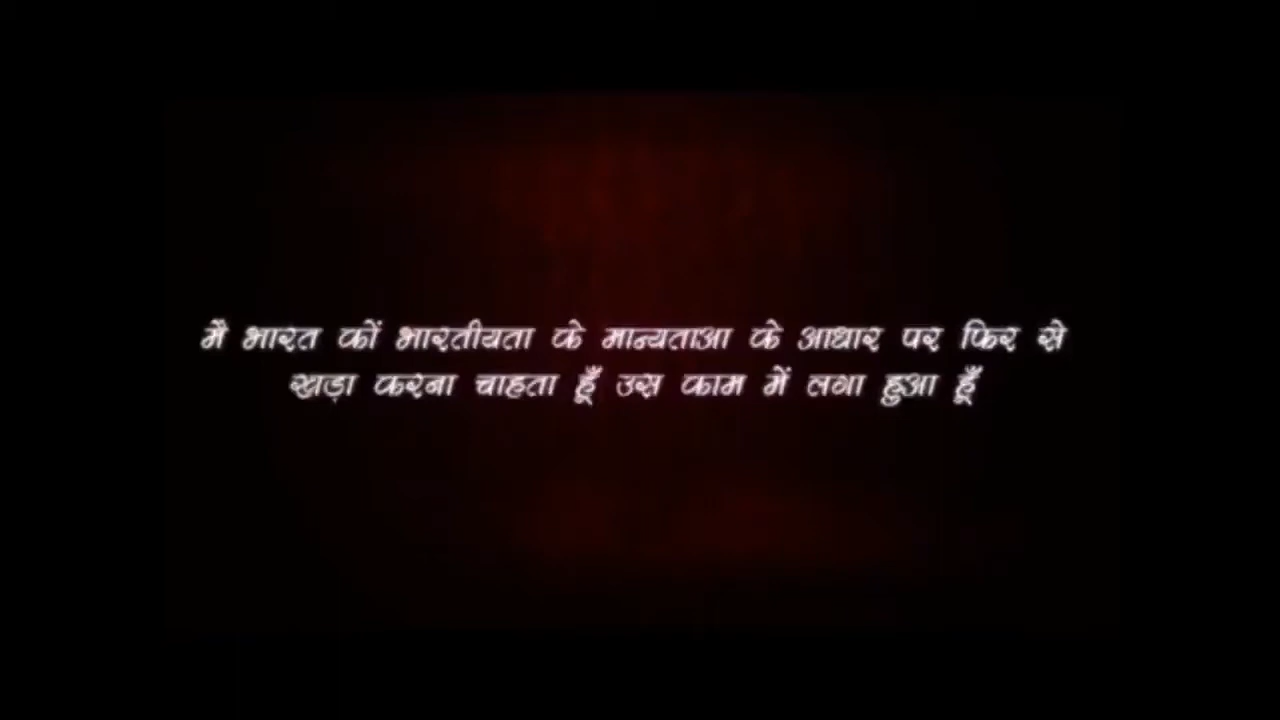 मै भारत कों भारतीयता के मान्यताआ के आधार पर फिर से
खड़ा करना चाहता हूँ उस काम में लगा हुआ हूँ